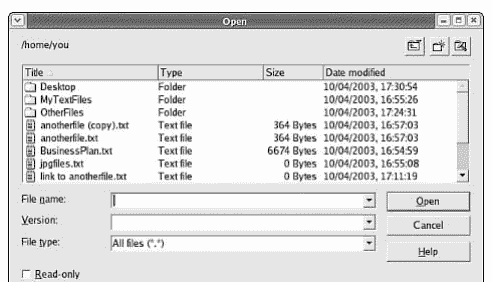 Open
/home/you
Title Type Size Date modified
Desktop Folder 10/04/2003, 17:30:54
MyTextFiles Folder 10/04/2003, 16:55:26
OtherFiles Folder 10/04/2003, 17:24:31
anotherfile (copy).txt Text file 364 Bytes 10/04/2003, 16:57:03
anotherfile.txt Text file 364 Bytes 10/04/2003, 16:57:03
BusinessPlan.txt Text file 6674 Bytes 10/04/2003, 16:54:59
jpgfiles.txt Text file 0 Bytes 10/04/2003, 16:55:08
link to anotherfile.txt Text file 0 Bytes 10/04/2003, 17:11:19
File name: Open
Version: Cancel
File type: All files (*.*) Help
Read-only